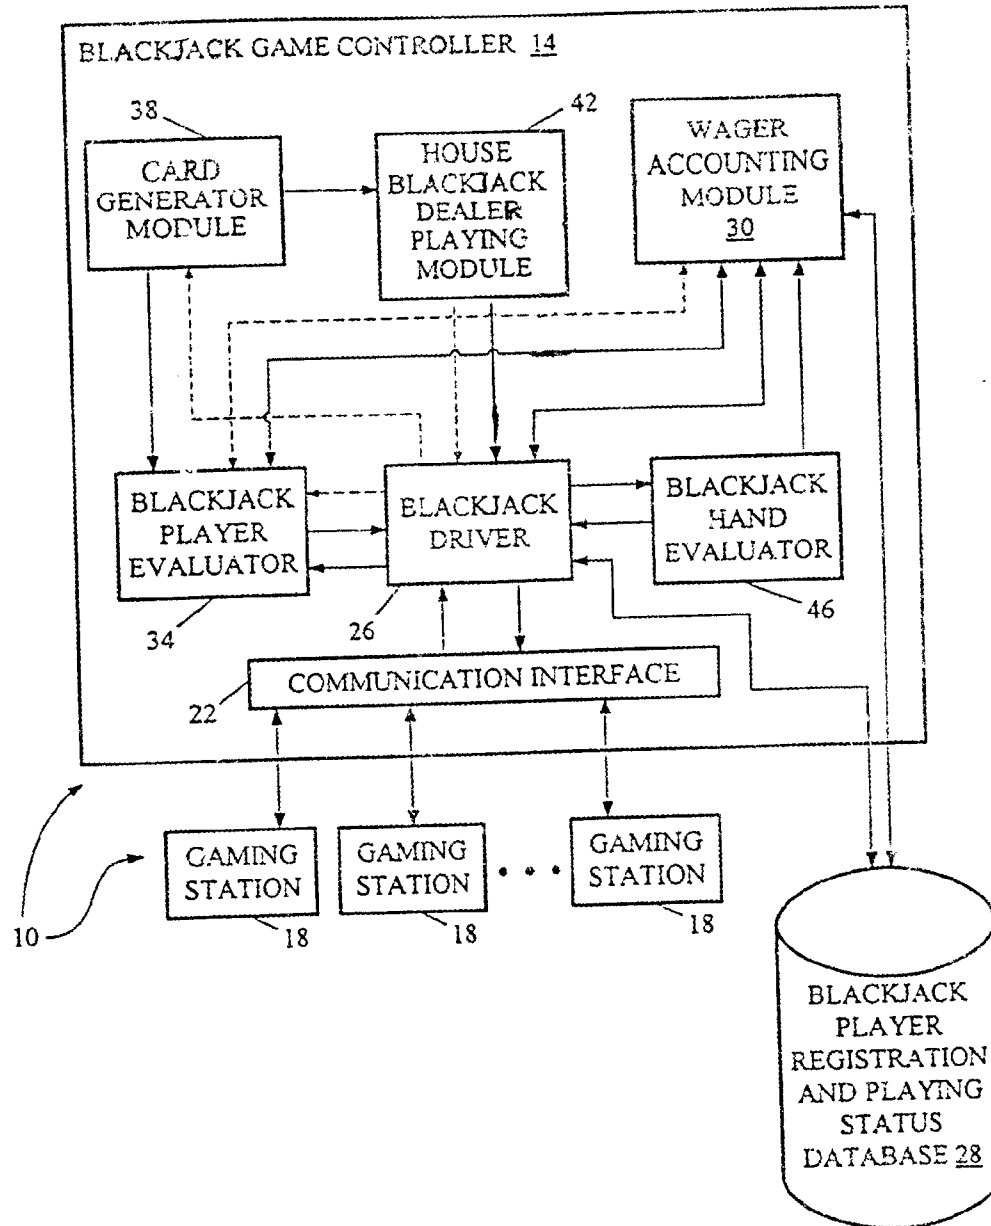 BLACKJACK GAME CONTROLLER 14
38
42
CARD
GENERATOR
MODULE
HOUSE
BLACKJACK
DEALER
PLAYING
MODULE
WAGER
ACCOUNTING
MODULE
30
BLACKJACK
PLAYER
EVALUATOR
BLACKJACK
DRIVER
BLACKJACK
HAND
EVALUATOR
34
26
46
COMMUNICATION INTERFACE
22
GAMING
STATION
GAMING
STATION
GAMING
STATION
10
18
18
18
BLACKJACK
PLAYER
REGISTRATION
AND PLAYING
STATUS
DATABASE 28